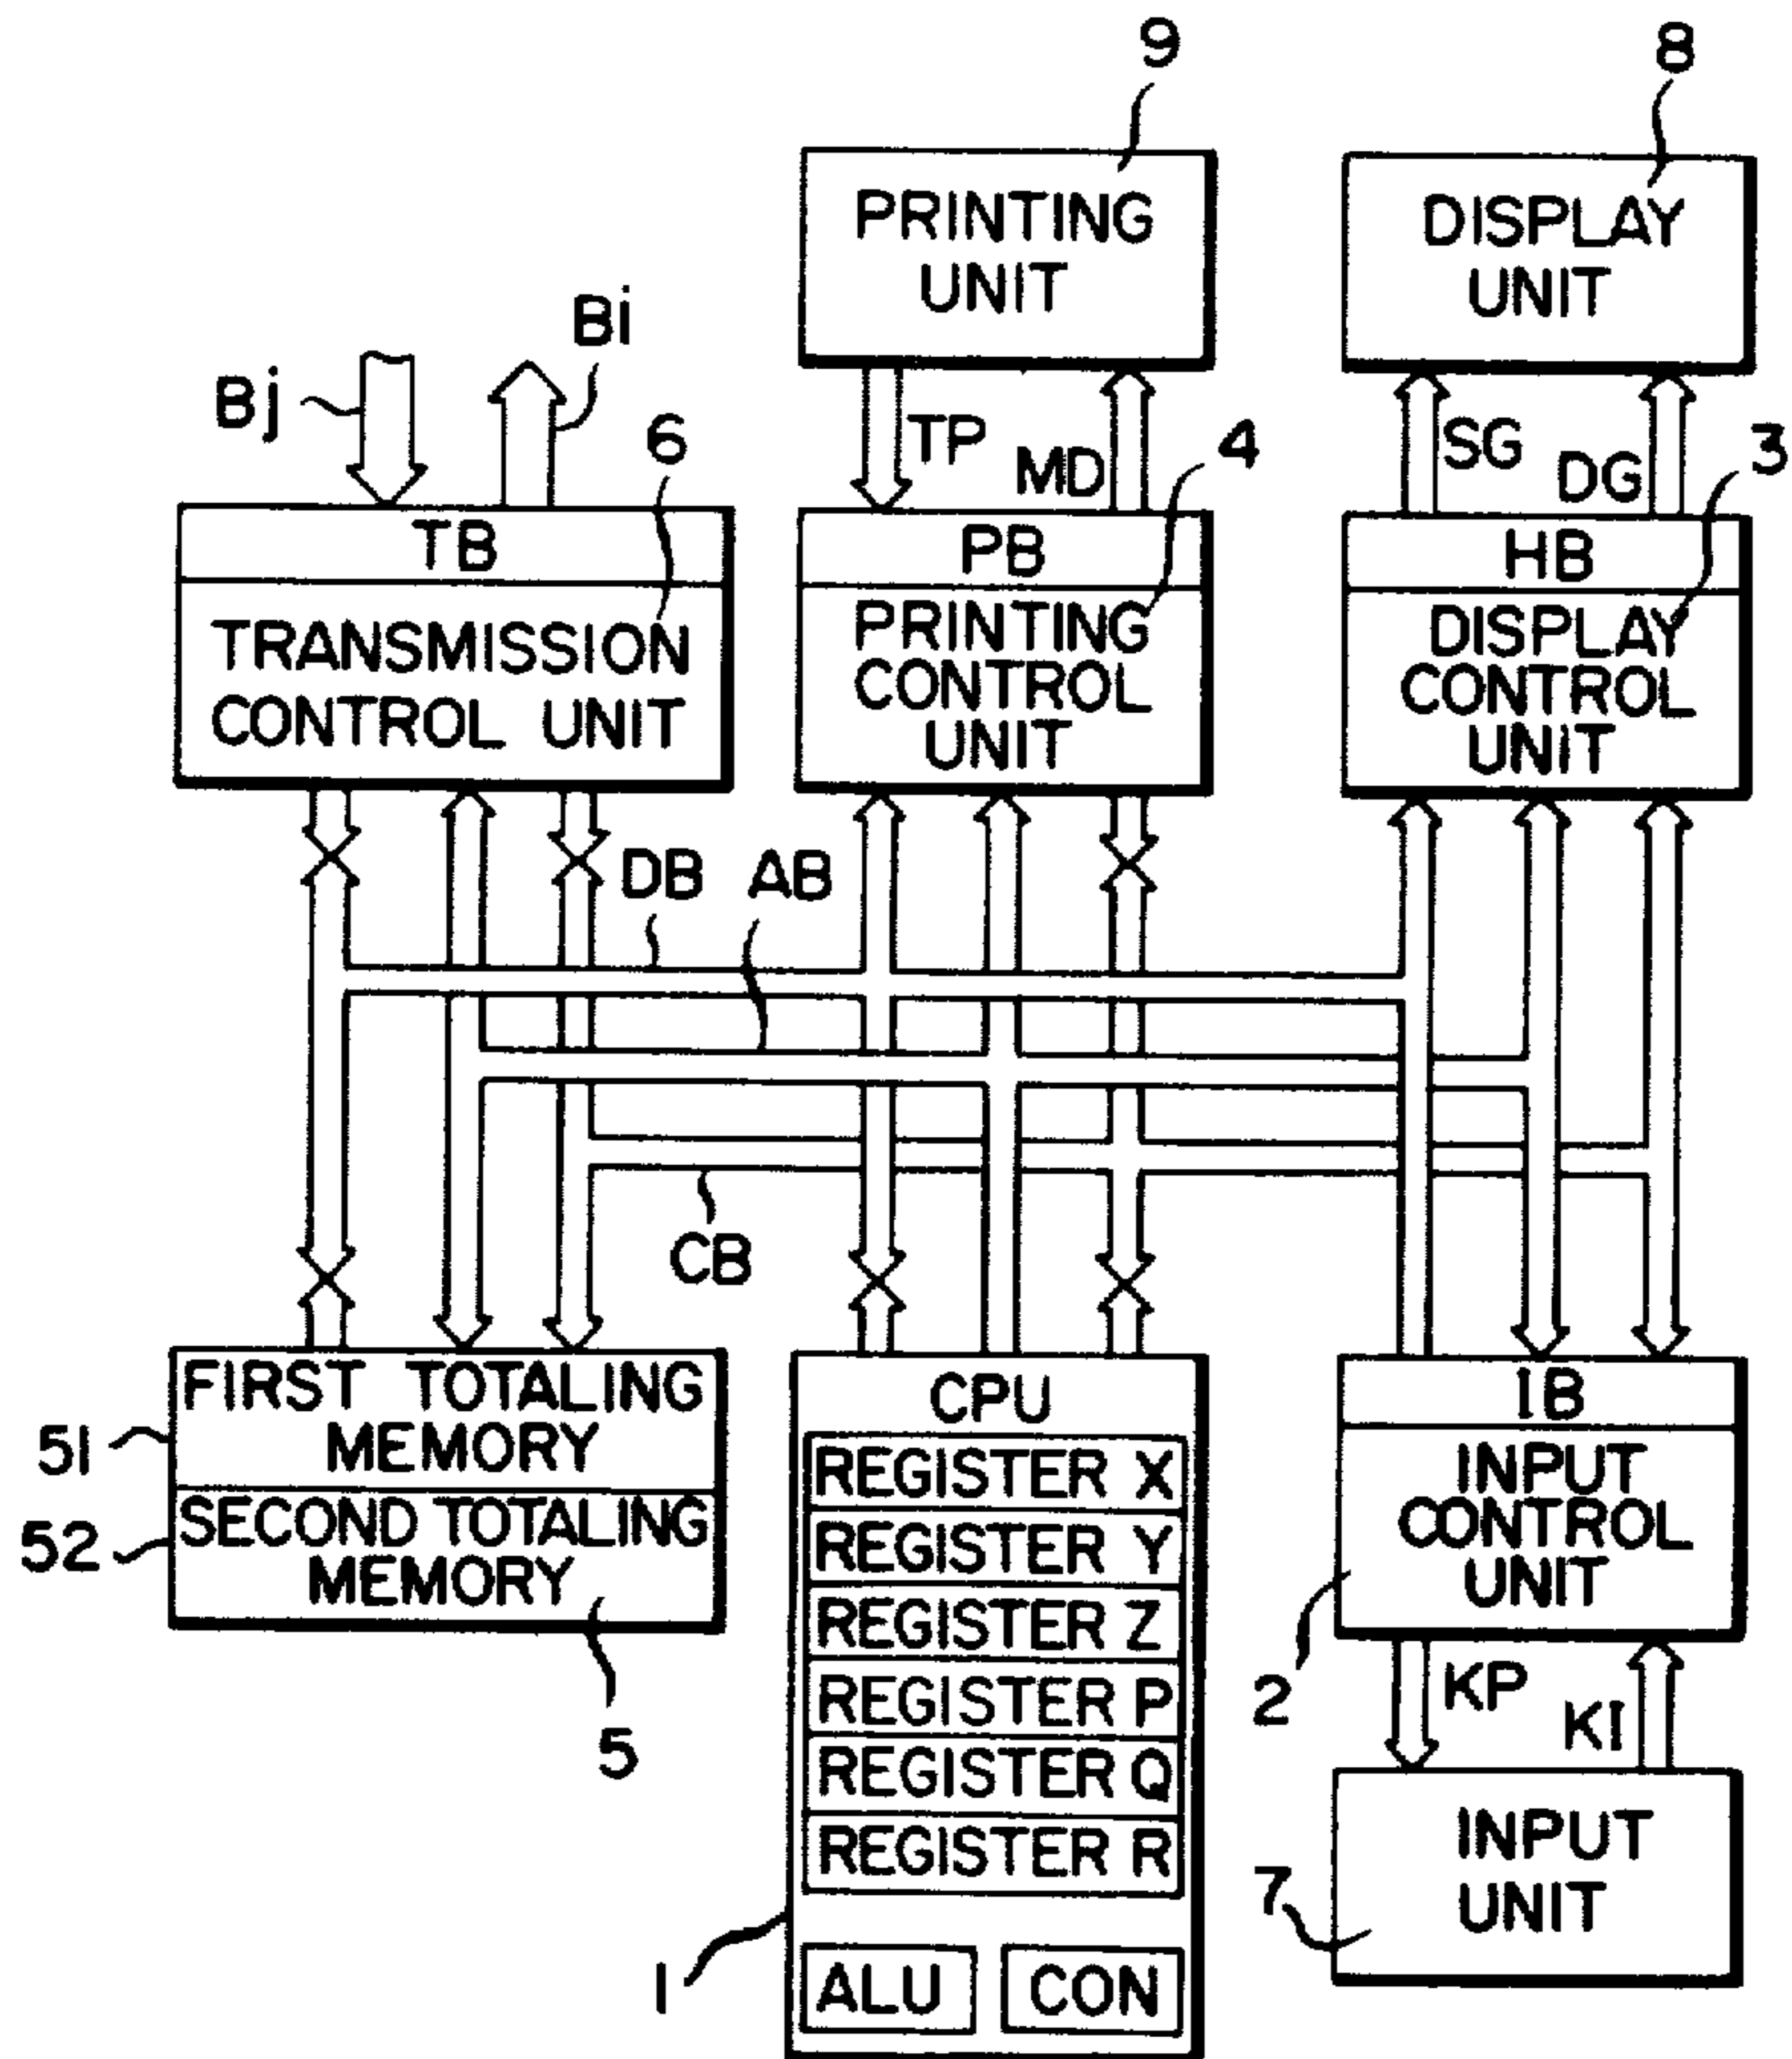 9
8
PRINTING
UNIT
DISPLAY
UNIT
Bj
Bi
6
TP
MD
4
SG
DG
3
TB
TRANSMISSION
CONTROL UNIT
PB
PRINTING
CONTROL
UNIT
HB
DISPLAY
CONTROL
UNIT
DB
AB
CB
51
FIRST TOTALING
MEMORY
52
SECOND TOTALING
MEMORY
5
CPU
REGISTER X
REGISTER Y
REGISTER Z
REGISTER P
REGISTER Q
REGISTER R
ALU
CON
1
IB
INPUT
CONTROL
UNIT
2
KP
KI
7
INPUT
UNIT